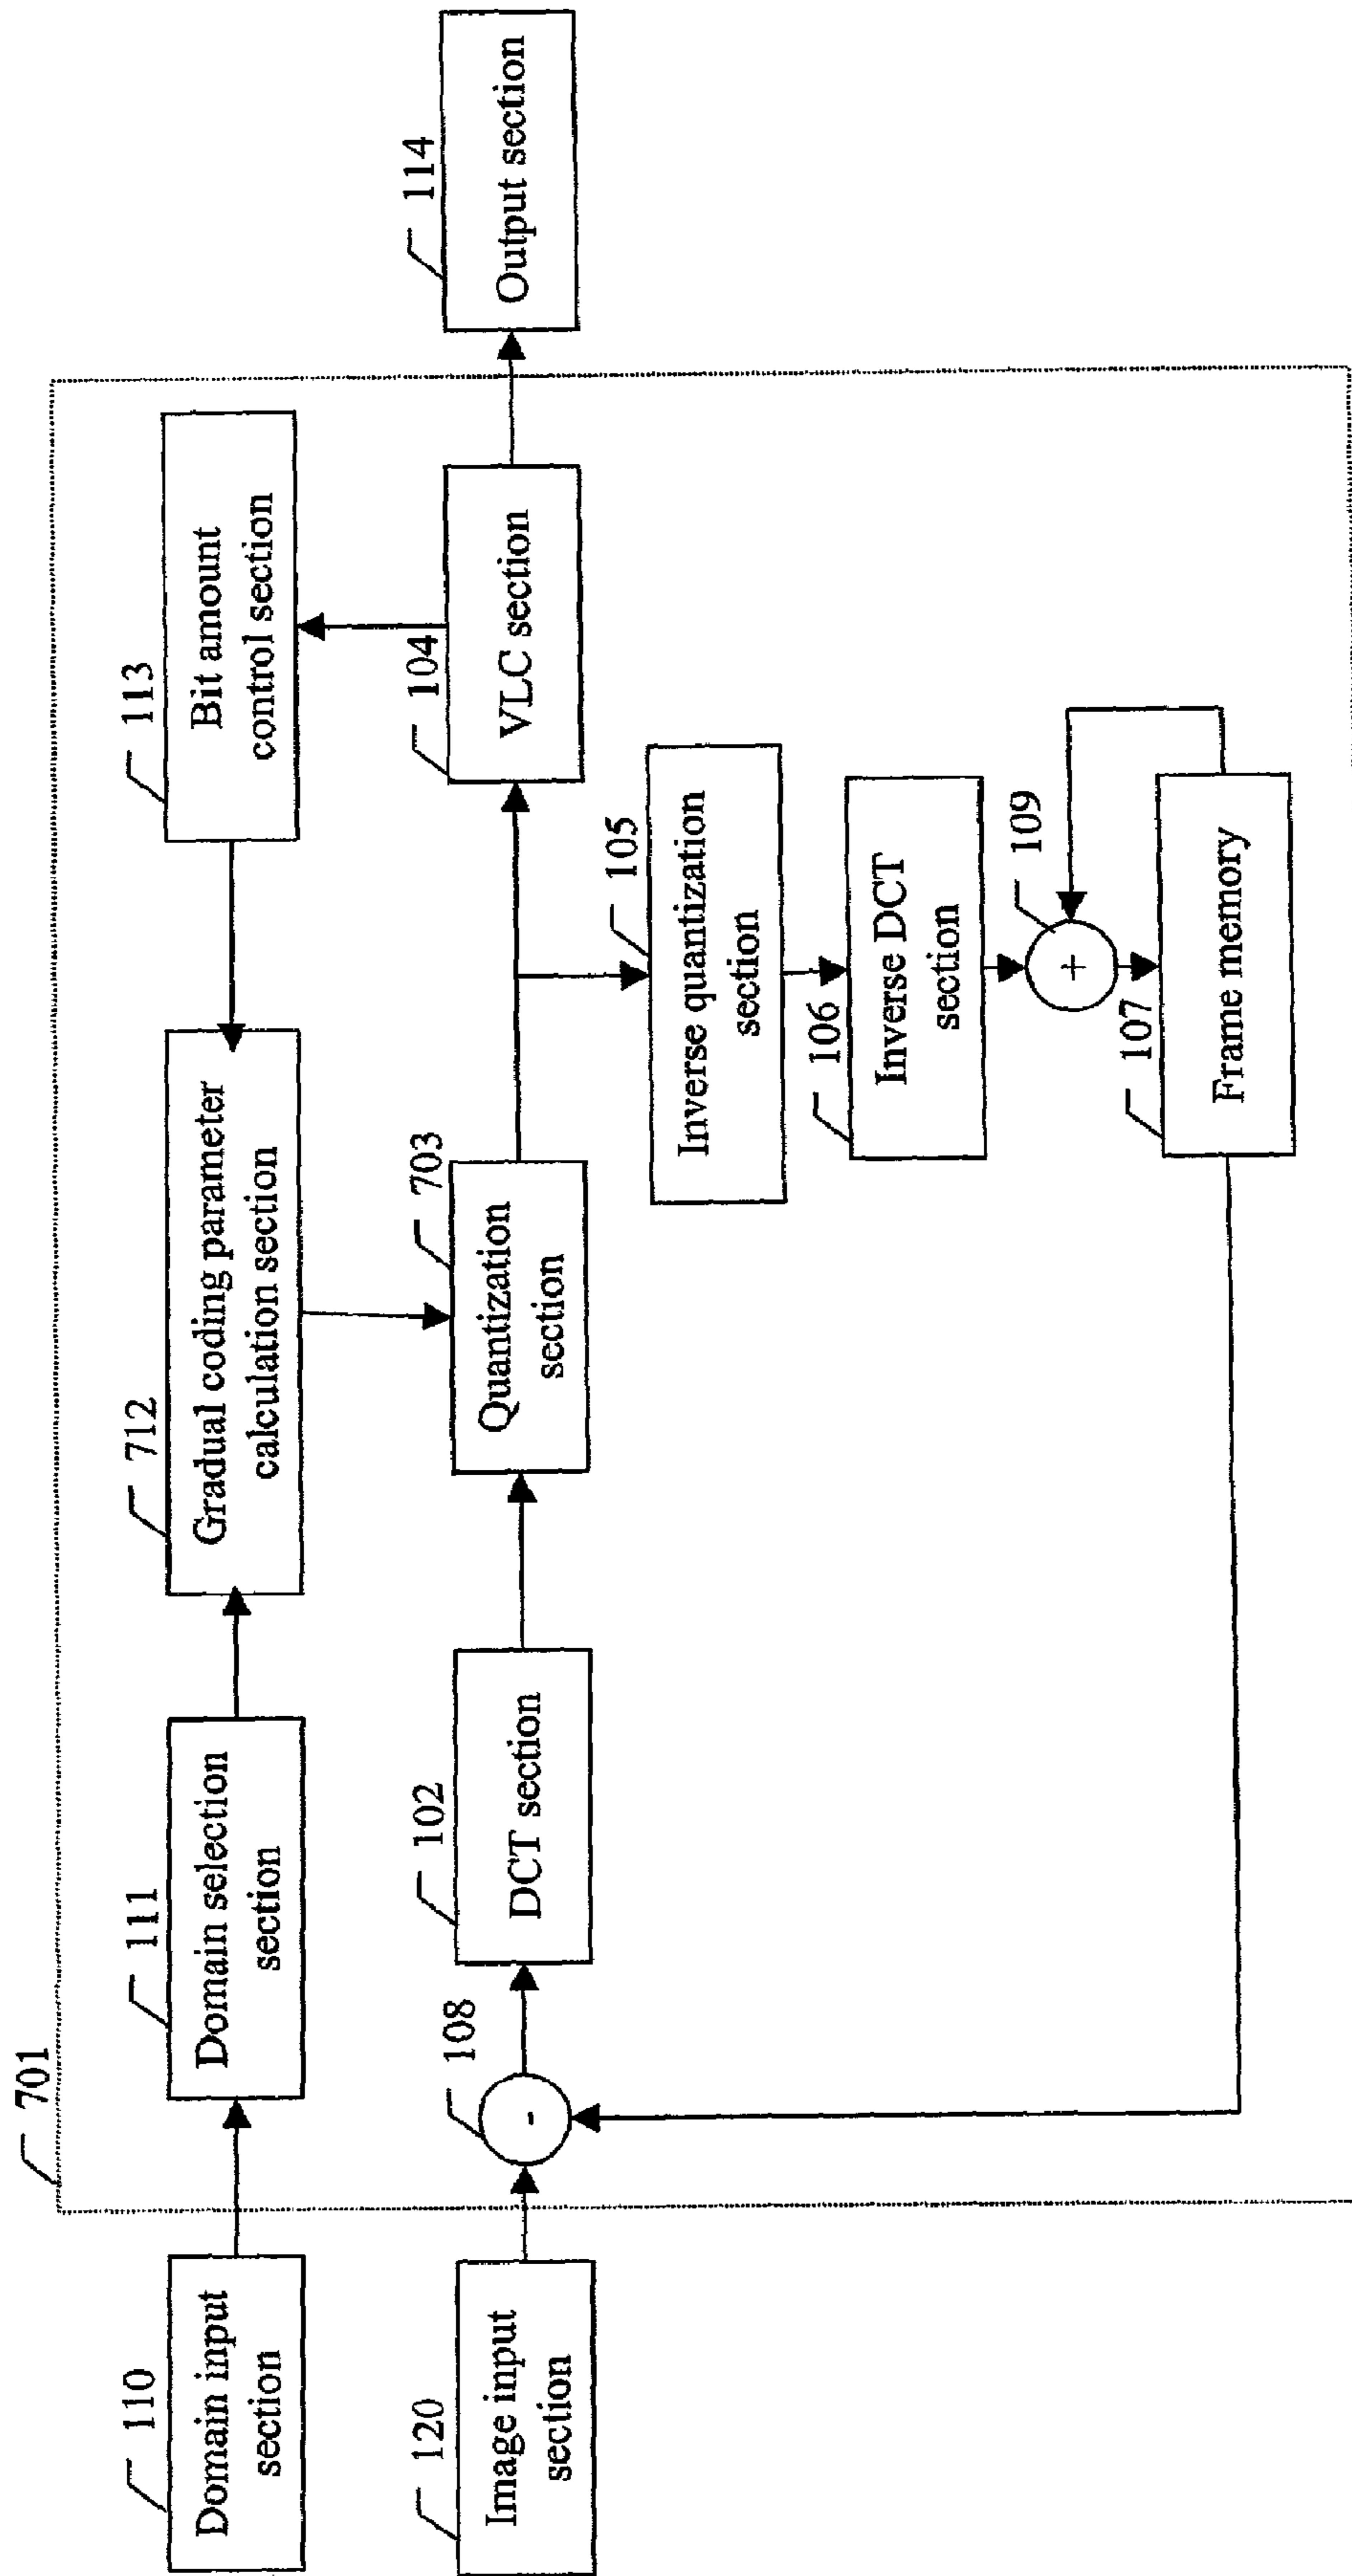 701
110
Domain input
section
111
Domain selection
section
712
Gradual coding parameter
calculation section
113
Bit amount
control section
120
Image input
section
108
-
102
DCT section
703
Quantization
section
104
VLC section
114
Output section
105
Inverse quantization
section
106
Inverse DCT
section
109
+
107
Frame memory